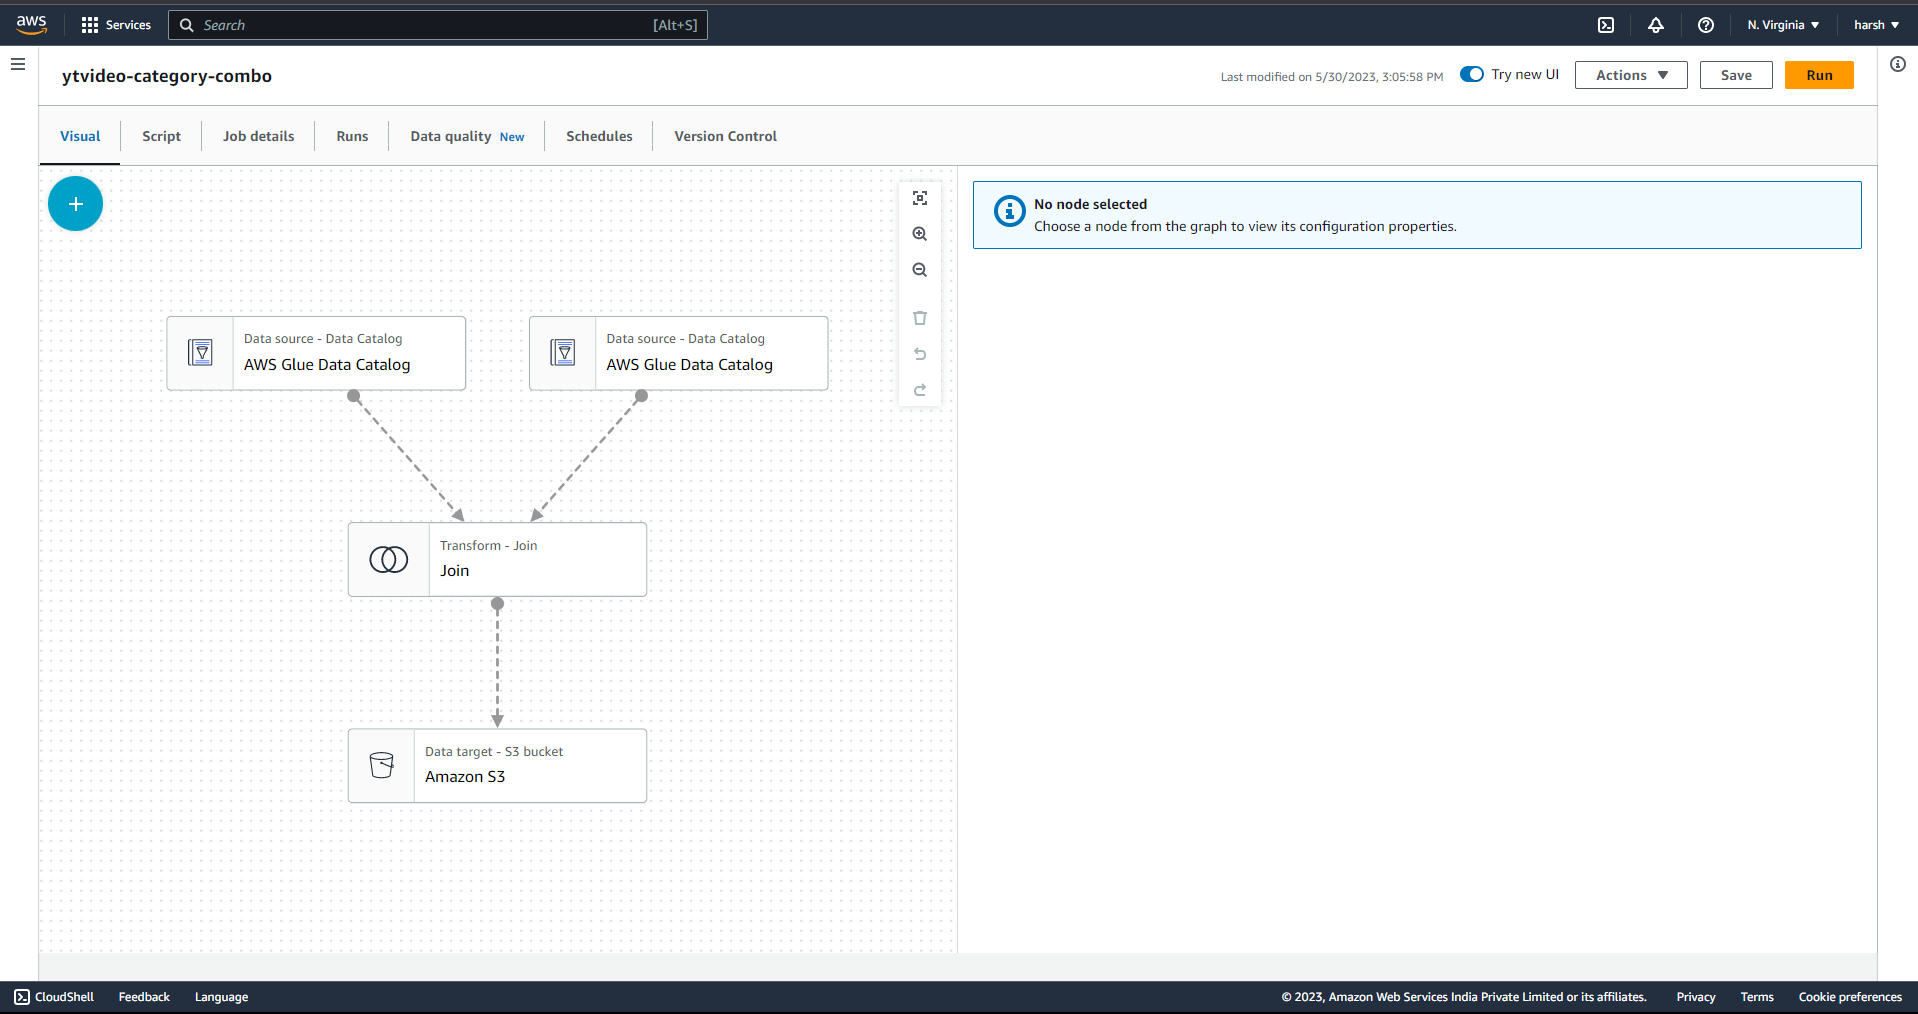 aws Services Search [Alt+S] N. Virginia harsh
ytvideo-category-combo Last modified on 5/30/2023, 3:05:58 PM Try new UI Actions Save Run
Visual Script Job details Runs Data quality New Schedules Version Control
No node selected
Choose a node from the graph to view its configuration properties.
Data source - Data Catalog
AWS Glue Data Catalog
Data source - Data Catalog
AWS Glue Data Catalog
Transform - Join
Join
Data target - S3 bucket
Amazon S3
CloudShell Feedback Language © 2023, Amazon Web Services India Private Limited or its affiliates. Privacy Terms Cookie preferences